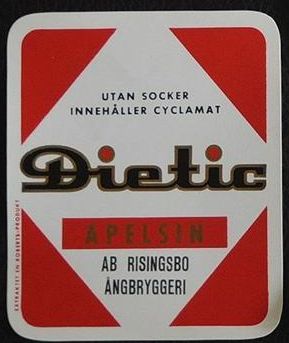 UTAN SOCKER
INNEHÅLLER CYCLAMAT
Dietic
APELSIN
AB RISINGSBO
ÅNGBRYGGERI
EXTRAKTET EN ROBERTS-PRODUKT